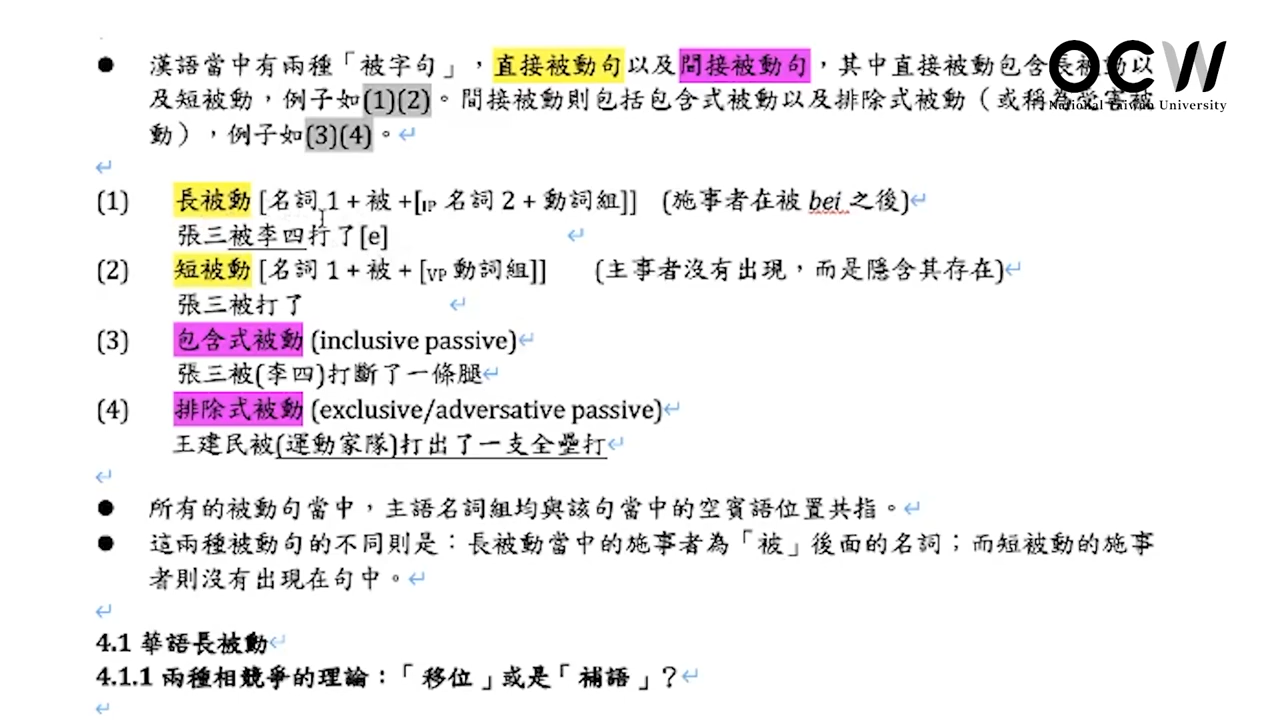 OCW
National Taiwan University
● 漢語當中有兩種「被字句」，直接被動句以及間接被動句，其中直接被動包含長被動以
及短被動，例子如(1)(2)。間接被動則包括包含式被動以及排除式被動（或稱為受害被
動），例子如(3)(4)。
(1) 長被動 [名詞 1 + 被 +[IP 名詞 2 + 動詞組]] (施事者在被 bei 之後)
張三被李四打了[e]
(2) 短被動 [名詞 1 + 被 + [VP 動詞組]] (主事者沒有出現，而是隱含其存在)
張三被打了
(3) 包含式被動 (inclusive passive)
張三被(李四)打斷了一條腿
(4) 排除式被動 (exclusive/adversative passive)
王建民被(運動家隊)打出了一支全壘打
● 所有的被動句當中，主語名詞組均與該句當中的空賓語位置共指。
● 這兩種被動句的不同則是：長被動當中的施事者為「被」後面的名詞；而短被動的施事
者則沒有出現在句中。
4.1 華語長被動
4.1.1 兩種相競爭的理論：「移位」或是「補語」？